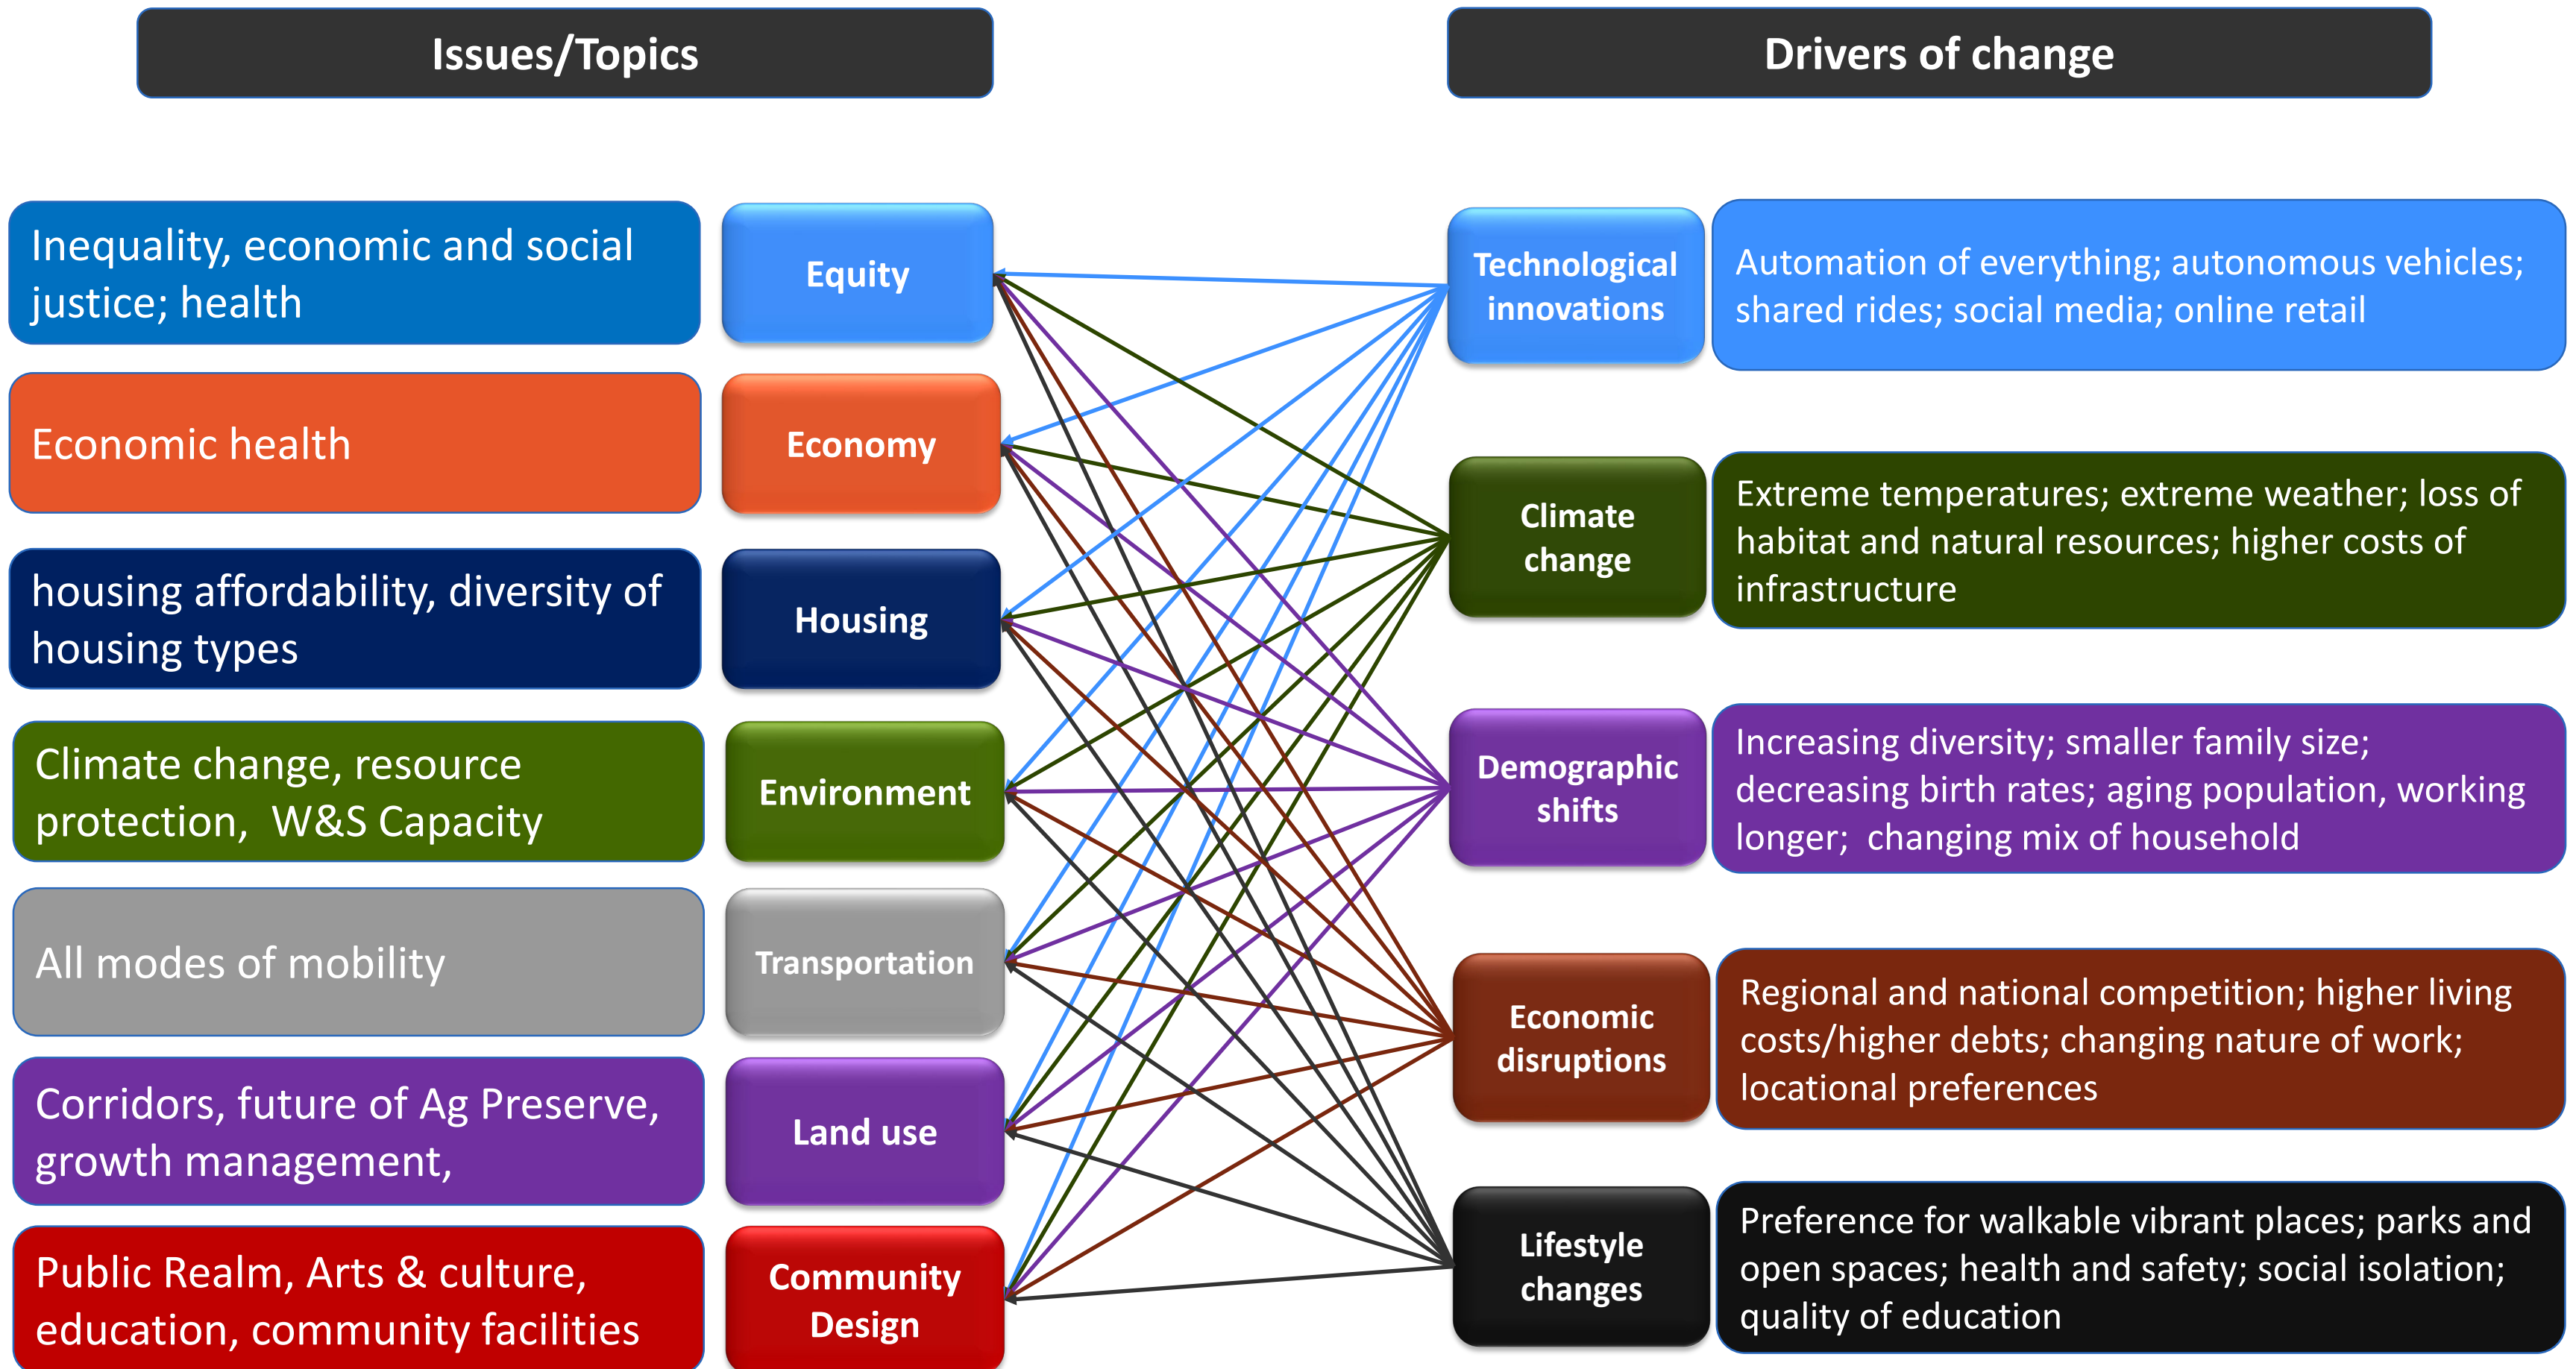 Issues/Topics
Drivers of change
Inequality, economic and social
justice; health
Equity
Technological
innovations
Automation of everything; autonomous vehicles;
shared rides; social media; online retail
Economic health
Economy
Climate
change
Extreme temperatures; extreme weather; loss of
habitat and natural resources; higher costs of
infrastructure
housing affordability, diversity of
housing types
Housing
Climate change, resource
protection,  W&S Capacity
Environment
Demographic
shifts
Increasing diversity; smaller family size;
decreasing birth rates; aging population, working
longer;  changing mix of household
All modes of mobility
Transportation
Economic
disruptions
Regional and national competition; higher living
costs/higher debts; changing nature of work;
locational preferences
Corridors, future of Ag Preserve,
growth management,
Land use
Lifestyle
changes
Preference for walkable vibrant places; parks and
open spaces; health and safety; social isolation;
quality of education
Public Realm, Arts & culture,
education, community facilities
Community
Design